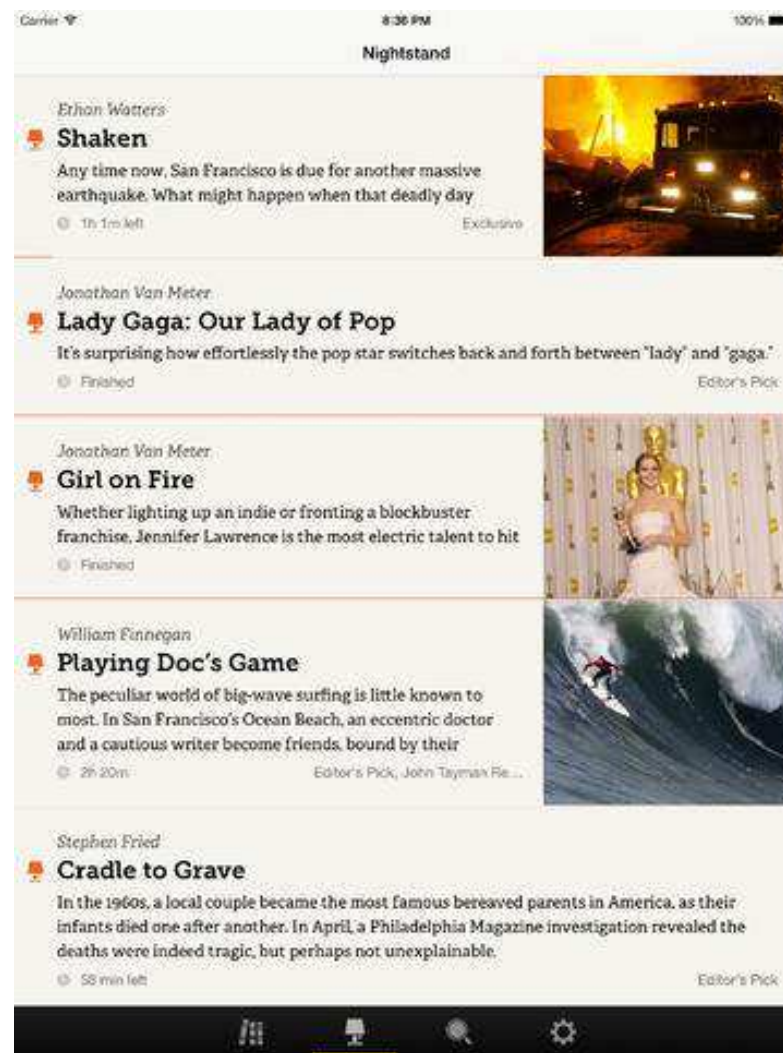 Carrier
8:36 PM
100%
Nightstand
Ethan Watters
Shaken
Any time now, San Francisco is due for another massive
earthquake. What might happen when that deadly day
1h 1m left
Exclusive
Jonathan Van Meter
Lady Gaga: Our Lady of Pop
It's surprising how effortlessly the pop star switches back and forth between "lady" and "gaga."
Finished
Editor's Pick
Jonathan Van Meter
Girl on Fire
Whether lighting up an indie or fronting a blockbuster
franchise, Jennifer Lawrence is the most electric talent to hit
Finished
William Finnegan
Playing Doc's Game
The peculiar world of big-wave surfing is little known to
most. In San Francisco's Ocean Beach, an eccentric doctor
and a cautious writer become friends, bound by their
2h 20m
Editor's Pick, John Tayman Re...
Stephen Fried
Cradle to Grave
In the 1960s, a local couple became the most famous bereaved parents in America, as their
infants died one after another. In April, a Philadelphia Magazine investigation revealed the
deaths were indeed tragic, but perhaps not unexplainable.
58 min left
Editor's Pick